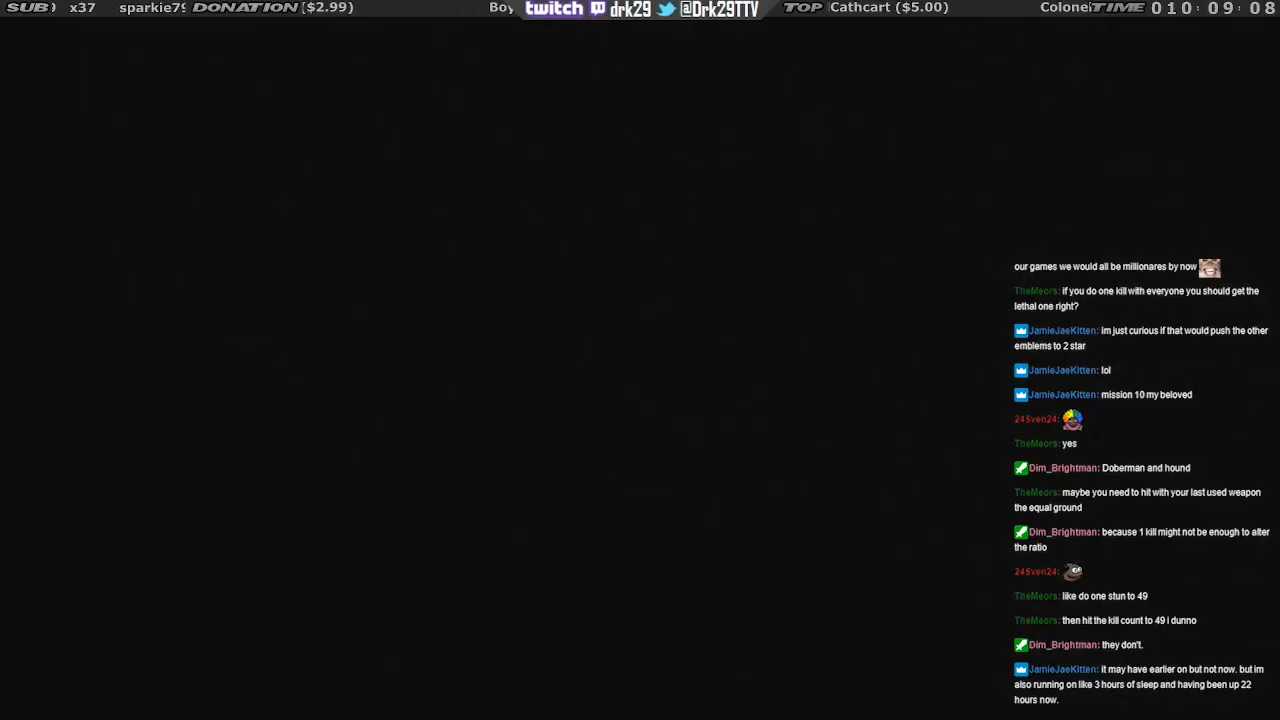 SUB) x37 sparkie79 DONATION ($2.99) Boy twitch drk29 @Drk29TTV TOP Cathcart ($5.00) Colonel TIME 010:09:08
our games we would all be millionares by now
TheMeors: if you do one kill with everyone you should get the
lethal one right?
JamieJaeKitten: im just curious if that would push the other
emblems to 2 star
JamieJaeKitten: lol
JamieJaeKitten: mission 10 my beloved
24Sven24:
TheMeors: yes
Dim_Brightman: Doberman and hound
TheMeors: maybe you need to hit with your last used weapon
the equal ground
Dim_Brightman: because 1 kill might not be enough to alter
the ratio
24Sven24:
TheMeors: like do one stun to 49
TheMeors: then hit the kill count to 49 i dunno
Dim_Brightman: they don't.
JamieJaeKitten: it may have earlier on but not now. but im
also running on like 3 hours of sleep and having been up 22
hours now.